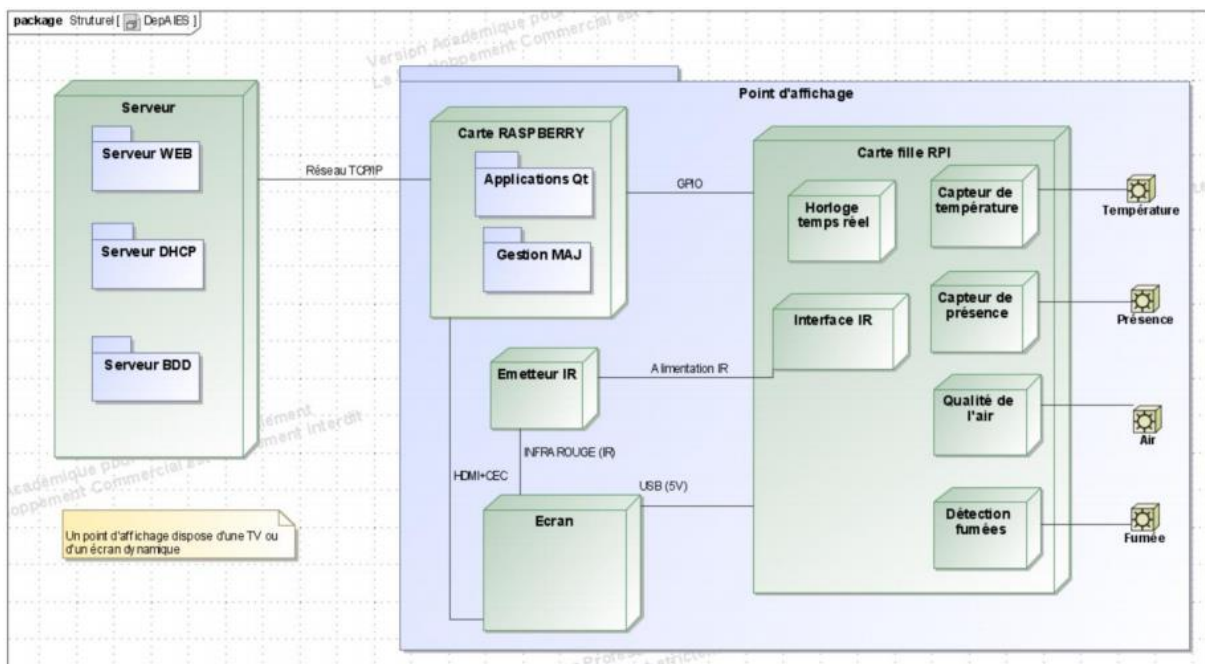 package Struturel [ DepAIES ]
Version Académique pour
Serveur
Serveur WEB
Serveur DHCP
Serveur BDD
Réseau TCP/IP
Point d'affichage
Carte RASPBERRY
Applications Qt
Gestion MAJ
GPIO
Carte fille RPI
Horloge
temps réel
Capteur de
température
Température
Interface IR
Capteur de
présence
Présence
Emetteur IR
Alimentation IR
Qualité de
l'air
Air
INFRA ROUGE (IR)
HDMI+CEC
USB (5V)
Ecran
Détection
fumées
Fumée
Un point d'affichage dispose d'une TV ou
d'un écran dynamique